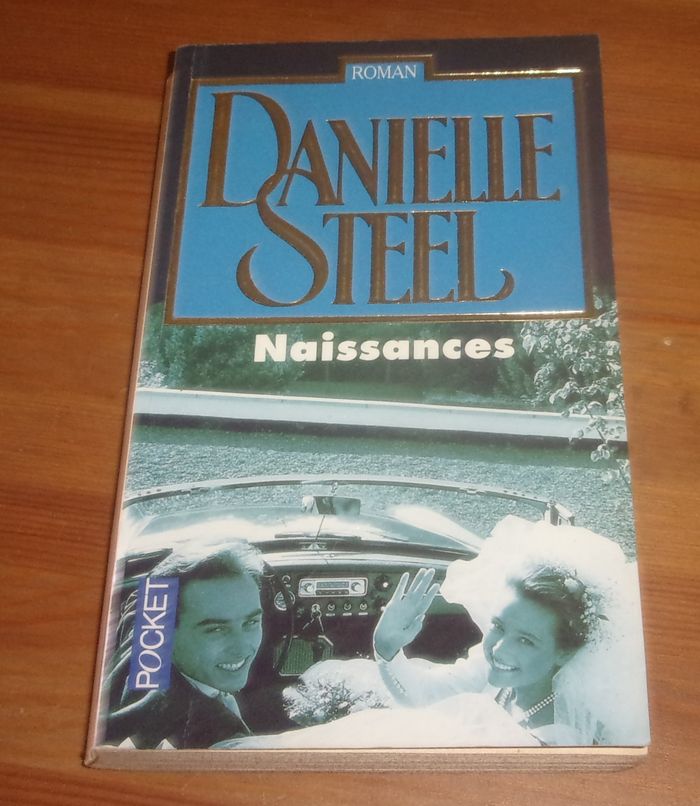 ROMAN
DANIELLE
STEEL
Naissances
POCKET